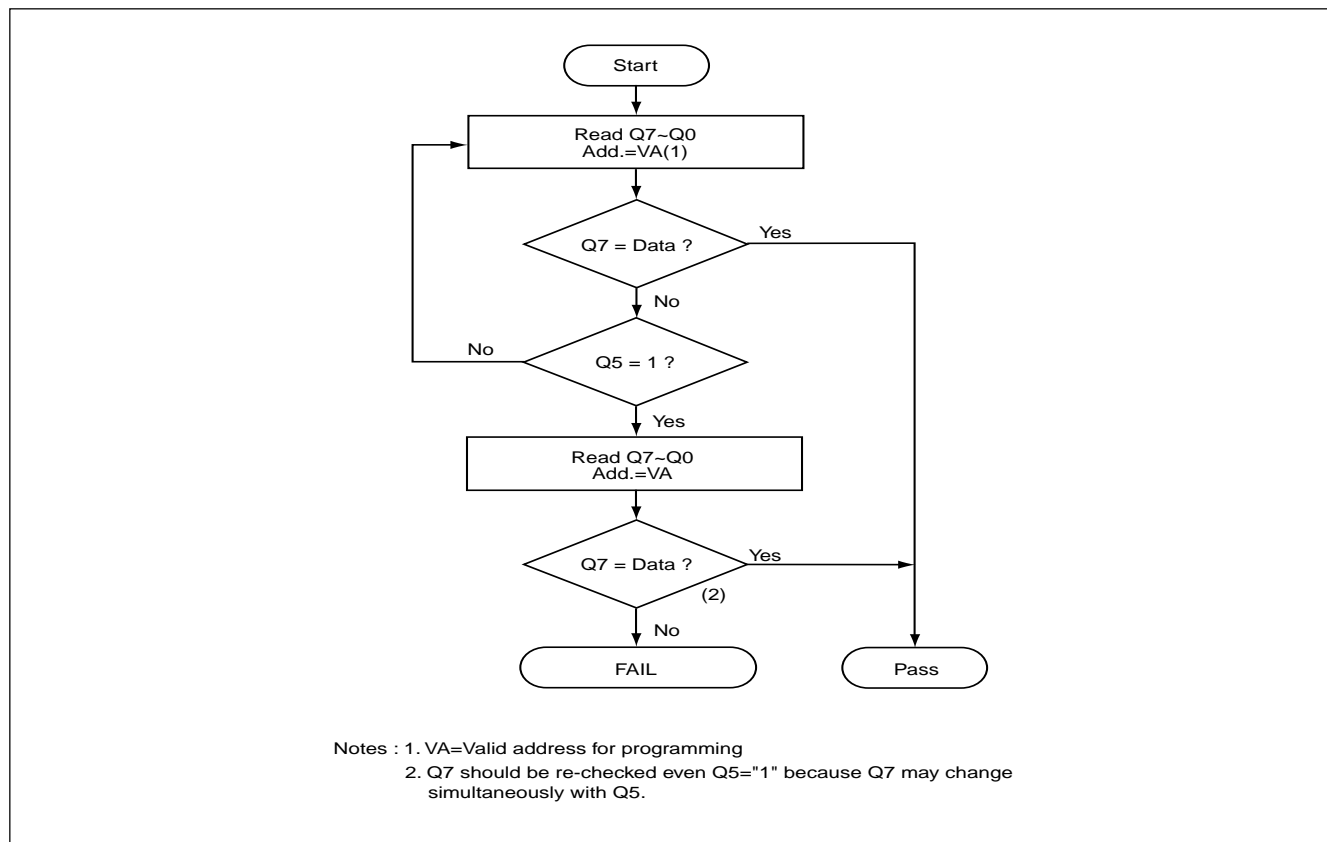 Start
Read Q7~Q0
Add.=VA(1)
Q7 = Data ?
Yes
No
No
Q5 = 1 ?
Yes
Read Q7~Q0
Add.=VA
Q7 = Data ?
Yes
(2)
No
FAIL
Pass
Notes : 1. VA=Valid address for programming
2. Q7 should be re-checked even Q5="1" because Q7 may change
simultaneously with Q5.